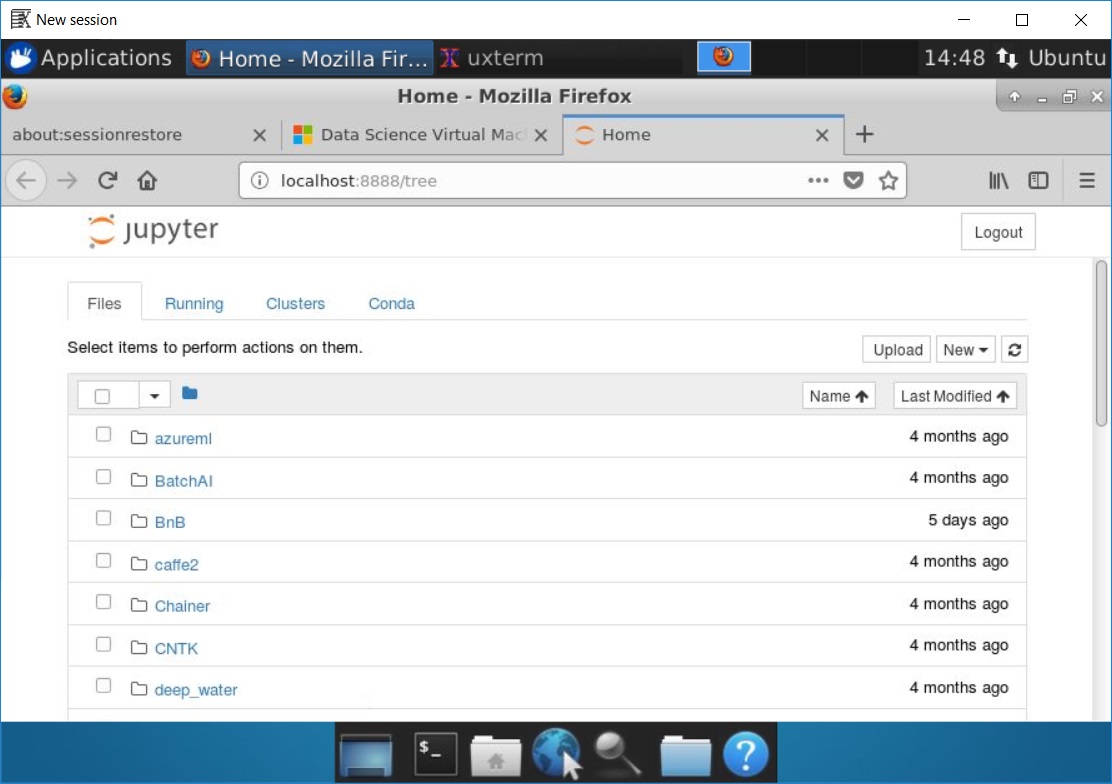 New session
Applications Home - Mozilla Fir... uxterm 14:48 Ubuntu
Home - Mozilla Firefox
about:sessionrestore Data Science Virtual Mac Home
localhost:8888/tree
jupyter Logout
Files Running Clusters Conda
Select items to perform actions on them. Upload New
Name Last Modified
azureml 4 months ago
BatchAI 4 months ago
BnB 5 days ago
caffe2 4 months ago
Chainer 4 months ago
CNTK 4 months ago
deep_water 4 months ago
$_ ?